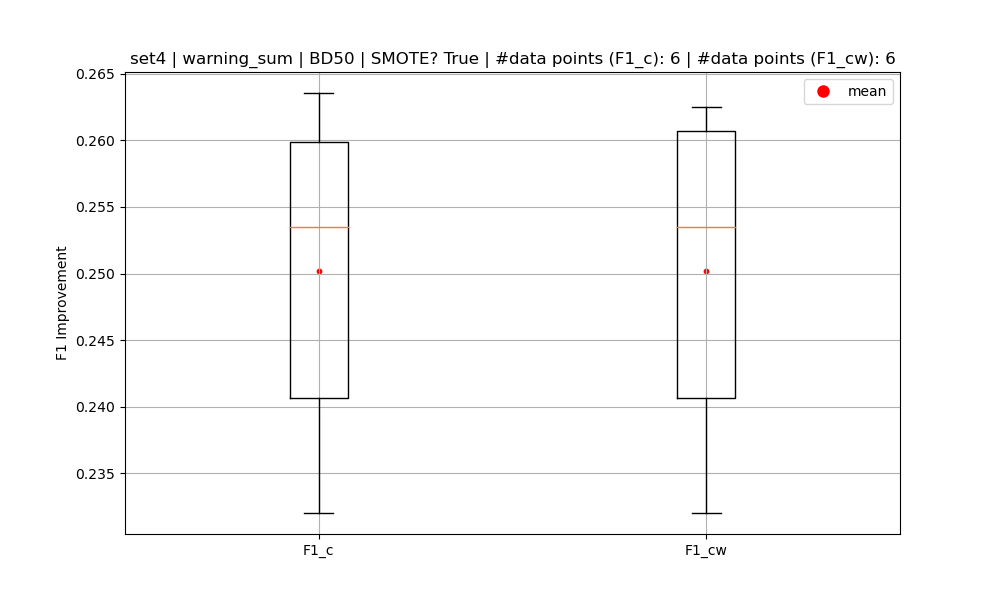 set4 | warning_sum | BD50 | SMOTE? True | #data points (F1_c): 6 | #data points (F1_cw): 6
mean
0.265
0.260
0.255
0.250
0.245
0.240
0.235
F1 Improvement
F1_c
F1_cw